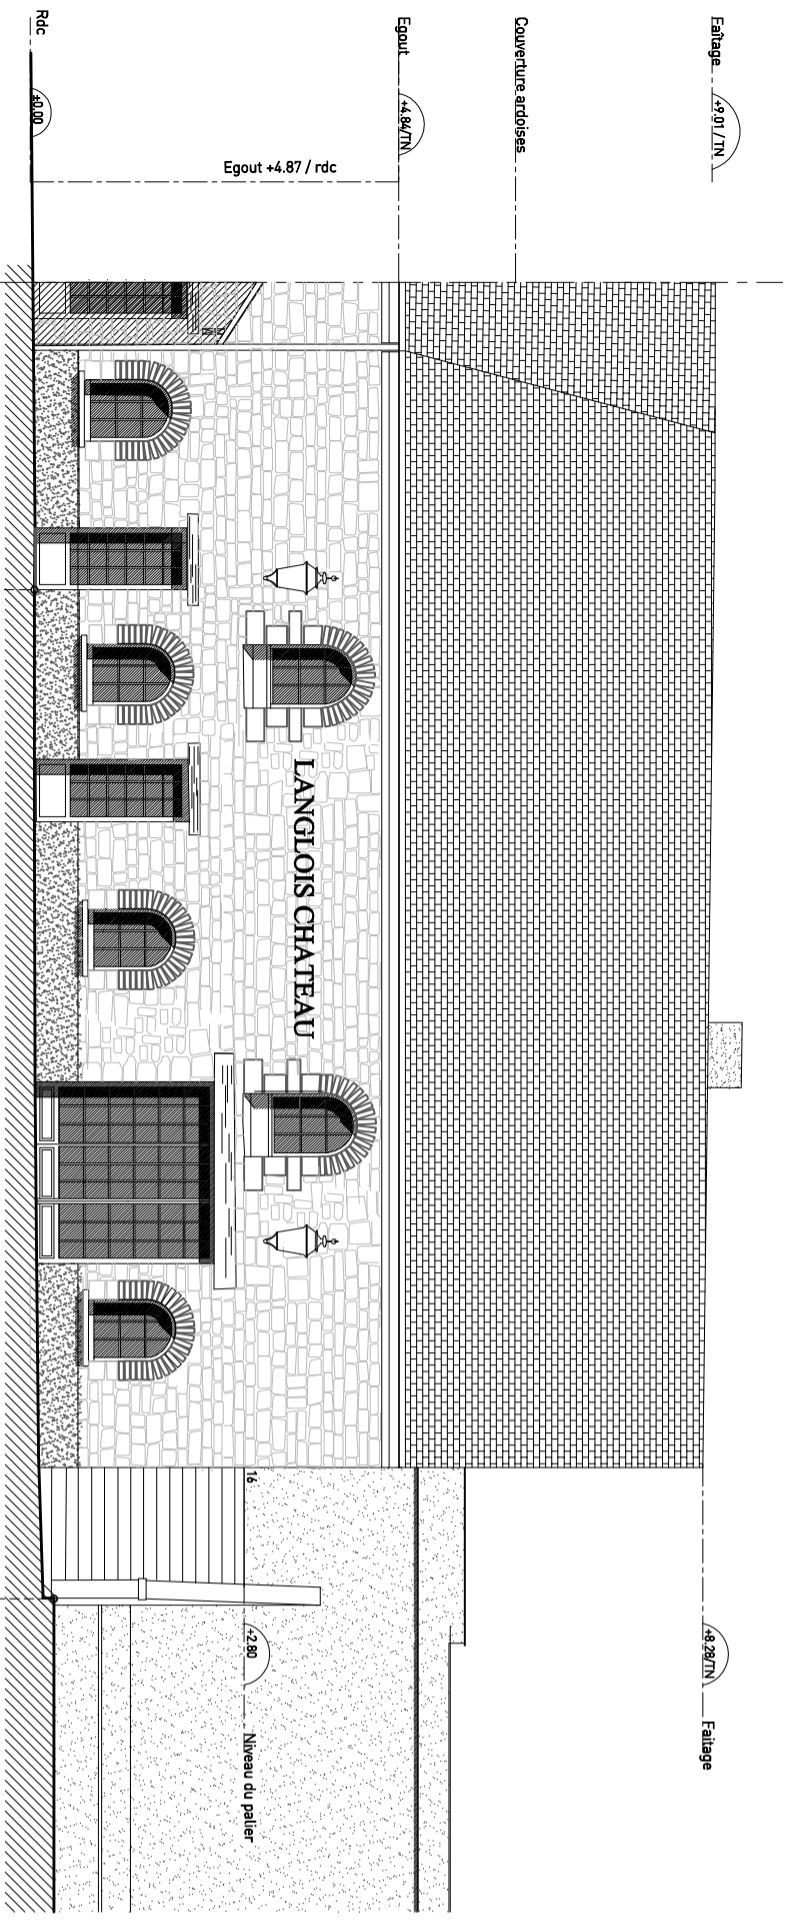 Faîtage
+9.01 / TN
Couverture ardoises
Egout
+4.84/TN
Egout +4.87 / rdc
Rdc
±0.00
LANGLOIS CHATEAU
16
+8.28/TN
Faitage
+2.80
Niveau du palier